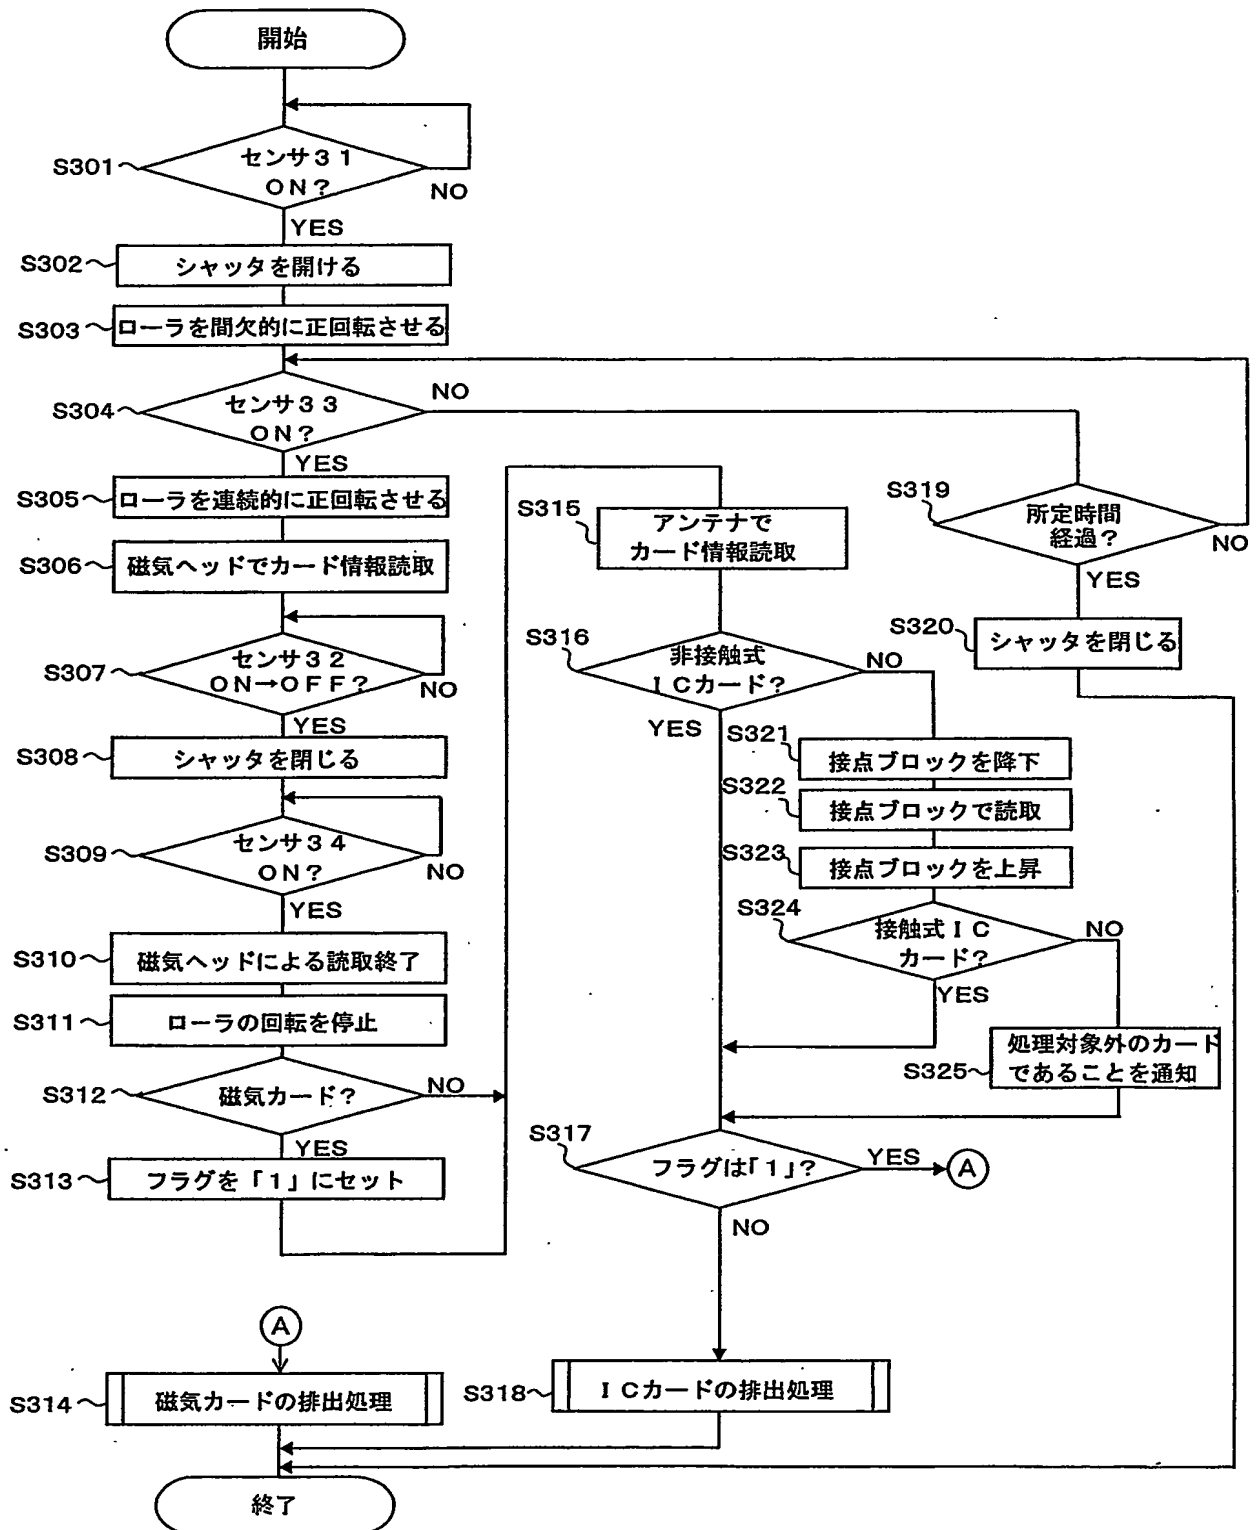 開始
S301
センサ31
ON?
NO
YES
S302
シャッタを開ける
S303
ローラを間欠的に正回転させる
S304
センサ33
ON?
NO
YES
S305
ローラを連続的に正回転させる
S306
磁気ヘッドでカード情報読取
S307
センサ32
ON→OFF?
NO
YES
S308
シャッタを閉じる
S309
センサ34
ON?
NO
YES
S310
磁気ヘッドによる読取終了
S311
ローラの回転を停止
S312
磁気カード?
NO
YES
S313
フラグを「1」にセット
A
S314
磁気カードの排出処理
終了
S315
アンテナで
カード情報読取
S316
非接触式
ICカード?
NO
YES
S321
接点ブロックを降下
S322
接点ブロックで読取
S323
接点ブロックを上昇
S324
接触式IC
カード?
NO
YES
S325
処理対象外のカード
であることを通知
S317
フラグは「1」?
YES
A
NO
S318
ICカードの排出処理
S319
所定時間
経過?
NO
YES
S320
シャッタを閉じる